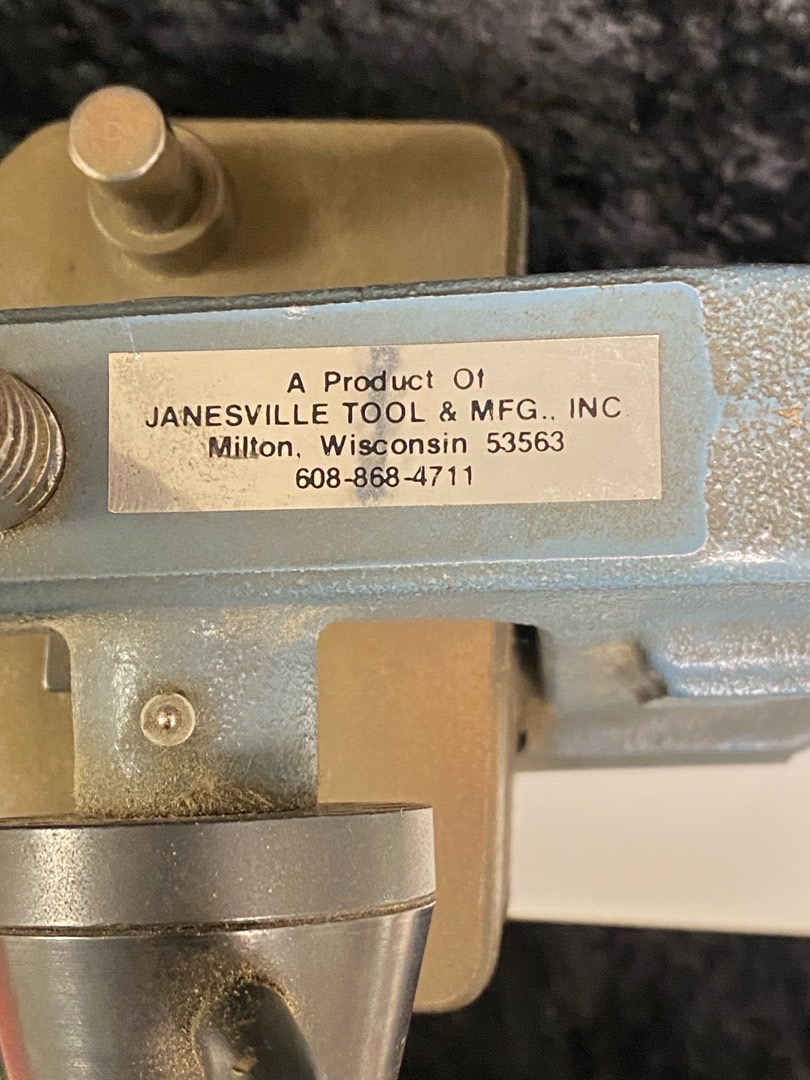 A Product Of
JANESVILLE TOOL & MFG., INC.
Milton, Wisconsin 53563
608-868-4711